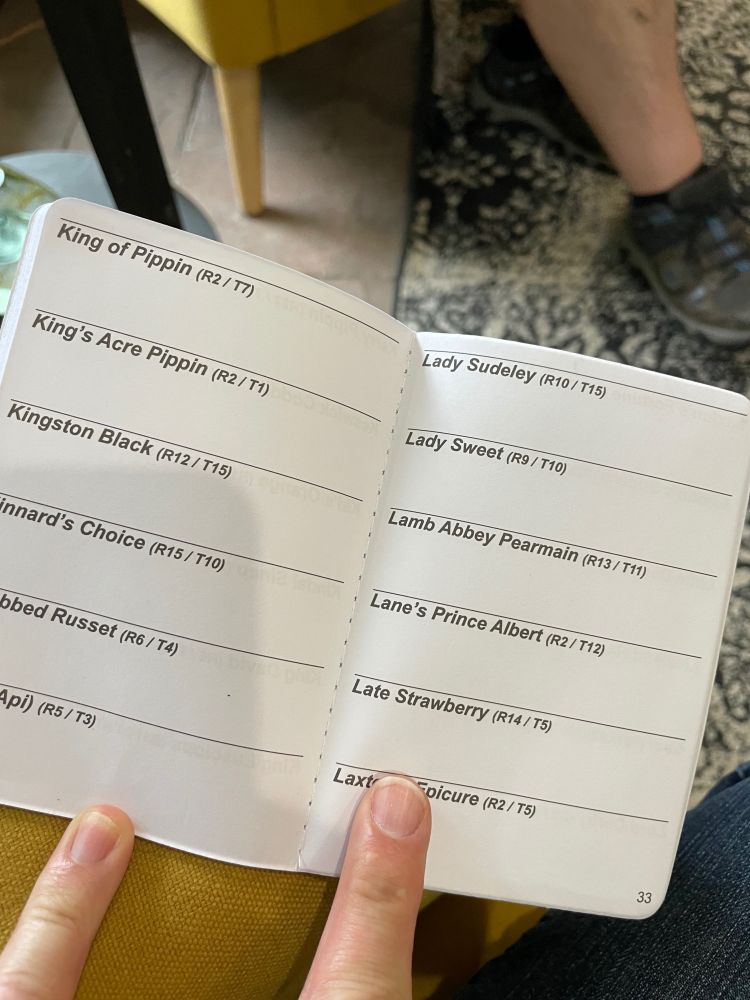 King of Pippin (R2 / T7)
King's Acre Pippin (R2 / T1)
Kingston Black (R12 / T15)
innard's Choice (R15 / T10)
bbed Russet (R6 / T4)
Api) (R5 / T3)
Lady Sudeley (R10 / T15)
Lady Sweet (R9 / T10)
Lamb Abbey Pearmain (R13 / T11)
Lane's Prince Albert (R2 / T12)
Late Strawberry (R14 / T5)
Laxt Epicure (R2 / T5)
33